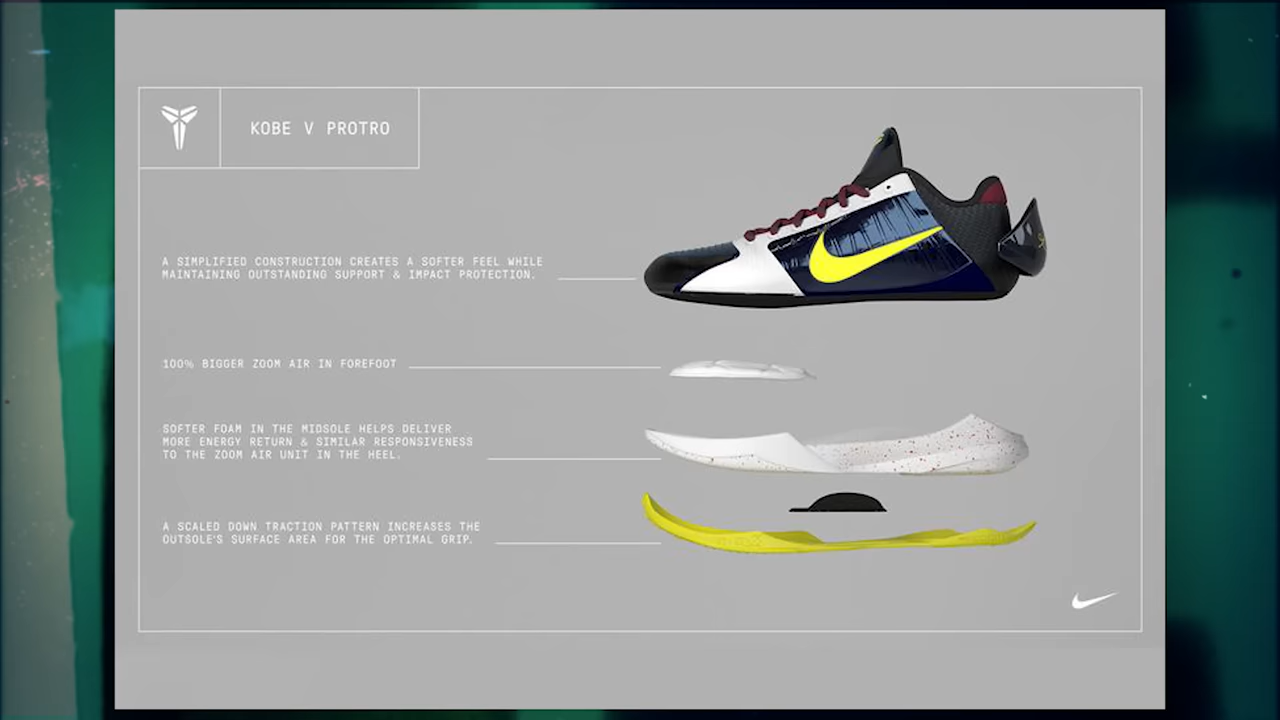 KOBE V PROTRO
A SIMPLIFIED CONSTRUCTION CREATES A SOFTER FEEL WHILE
MAINTAINING OUTSTANDING SUPPORT & IMPACT PROTECTION.
100% BIGGER ZOOM AIR IN FOREFOOT
SOFTER FOAM IN THE MIDSOLE HELPS DELIVER
MORE ENERGY RETURN & SIMILAR RESPONSIVENESS
TO THE ZOOM AIR UNIT IN THE HEEL.
A SCALED DOWN TRACTION PATTERN INCREASES THE
OUTSOLE'S SURFACE AREA FOR THE OPTIMAL GRIP.